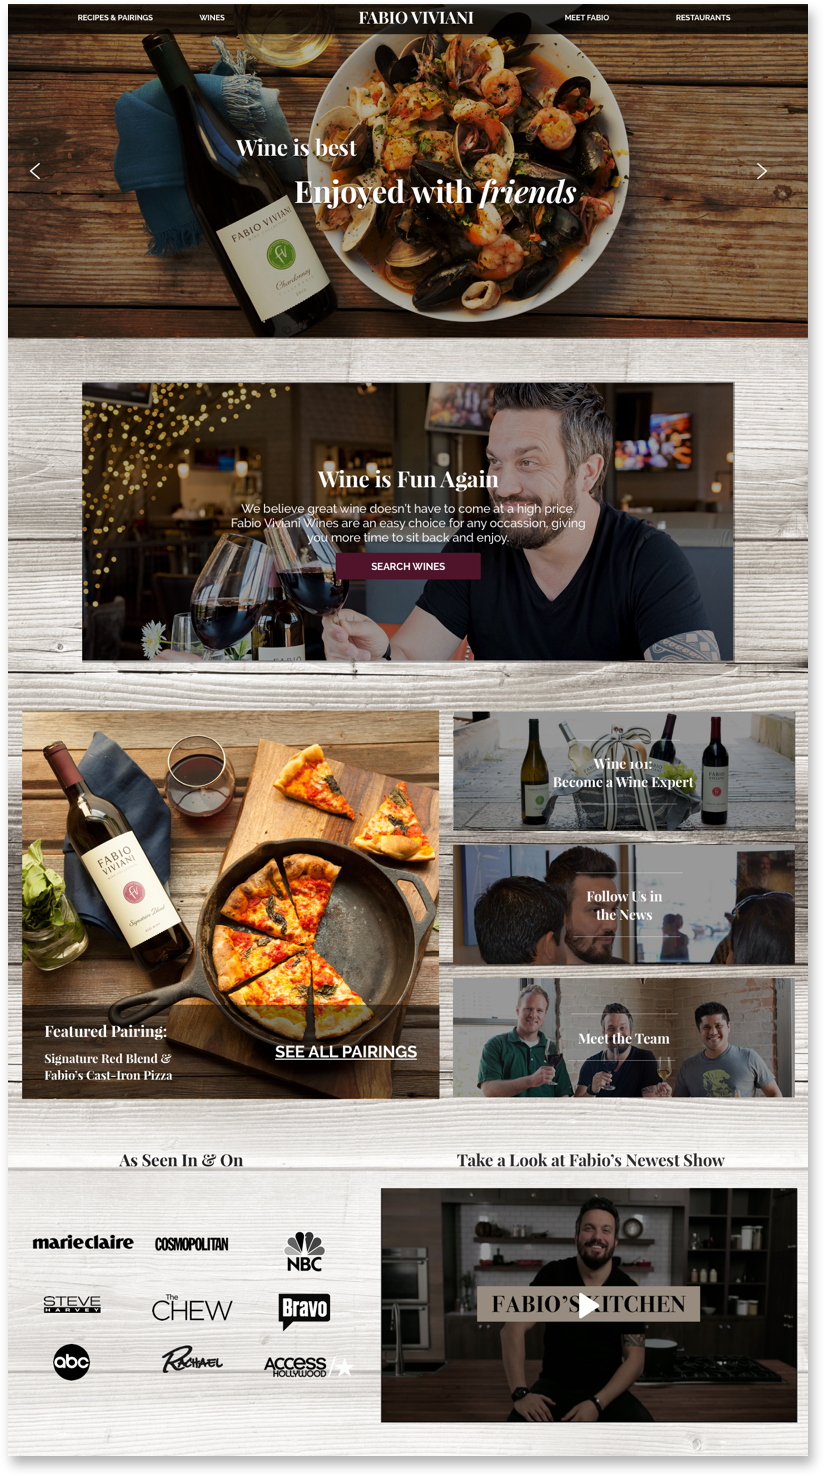 RECIPES & PAIRINGS
WINES
FABIO VIVIANI
MEET FABIO
RESTAURANTS
Wine is best
Enjoyed with friends
FABIO VIVIANI
FV
Chardonnay
Wine is Fun Again
We believe great wine doesn't have to come at a high price.
Fabio Viviani Wines are an easy choice for any occassion, giving
you more time to sit back and enjoy.
SEARCH WINES
FABIO
VIVIANI
FV
Signature Blend
Wine 101:
Become a Wine Expert
Follow Us in
the News
Meet the Team
Featured Pairing:
Signature Red Blend &
Fabio's Cast-Iron Pizza
SEE ALL PAIRINGS
As Seen In & On
Take a Look at Fabio's Newest Show
marie claire
COSMOPOLITAN
NBC
STEVE
HARVEY
The
CHEW
Bravo
abc
RACHAEL
ACCESS
HOLLYWOOD
FABIO'S KITCHEN